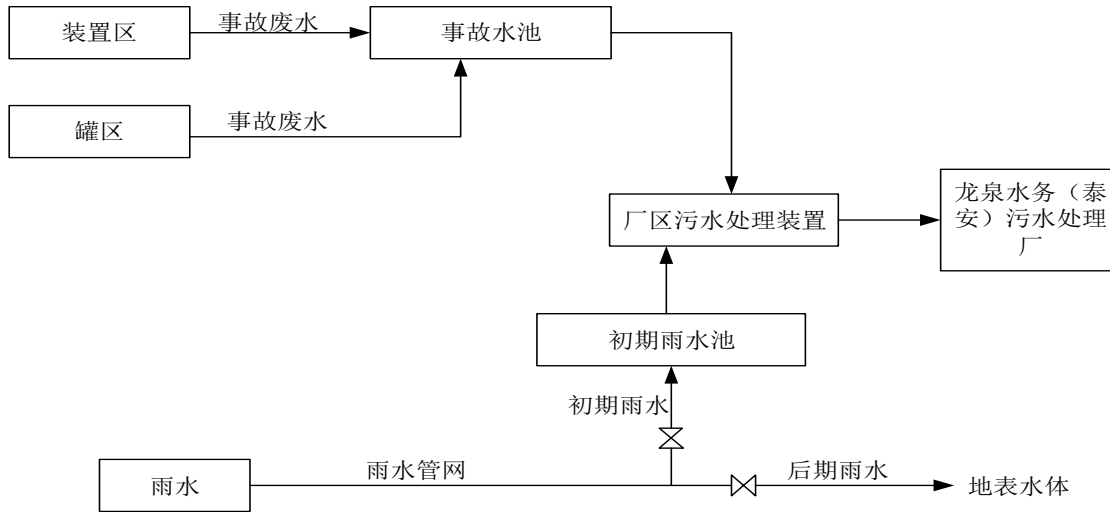 装置区
事故废水
事故水池
罐区
事故废水
厂区污水处理装置
龙泉水务（泰
安）污水处理
厂
初期雨水池
初期雨水
雨水
雨水管网
后期雨水
地表水体